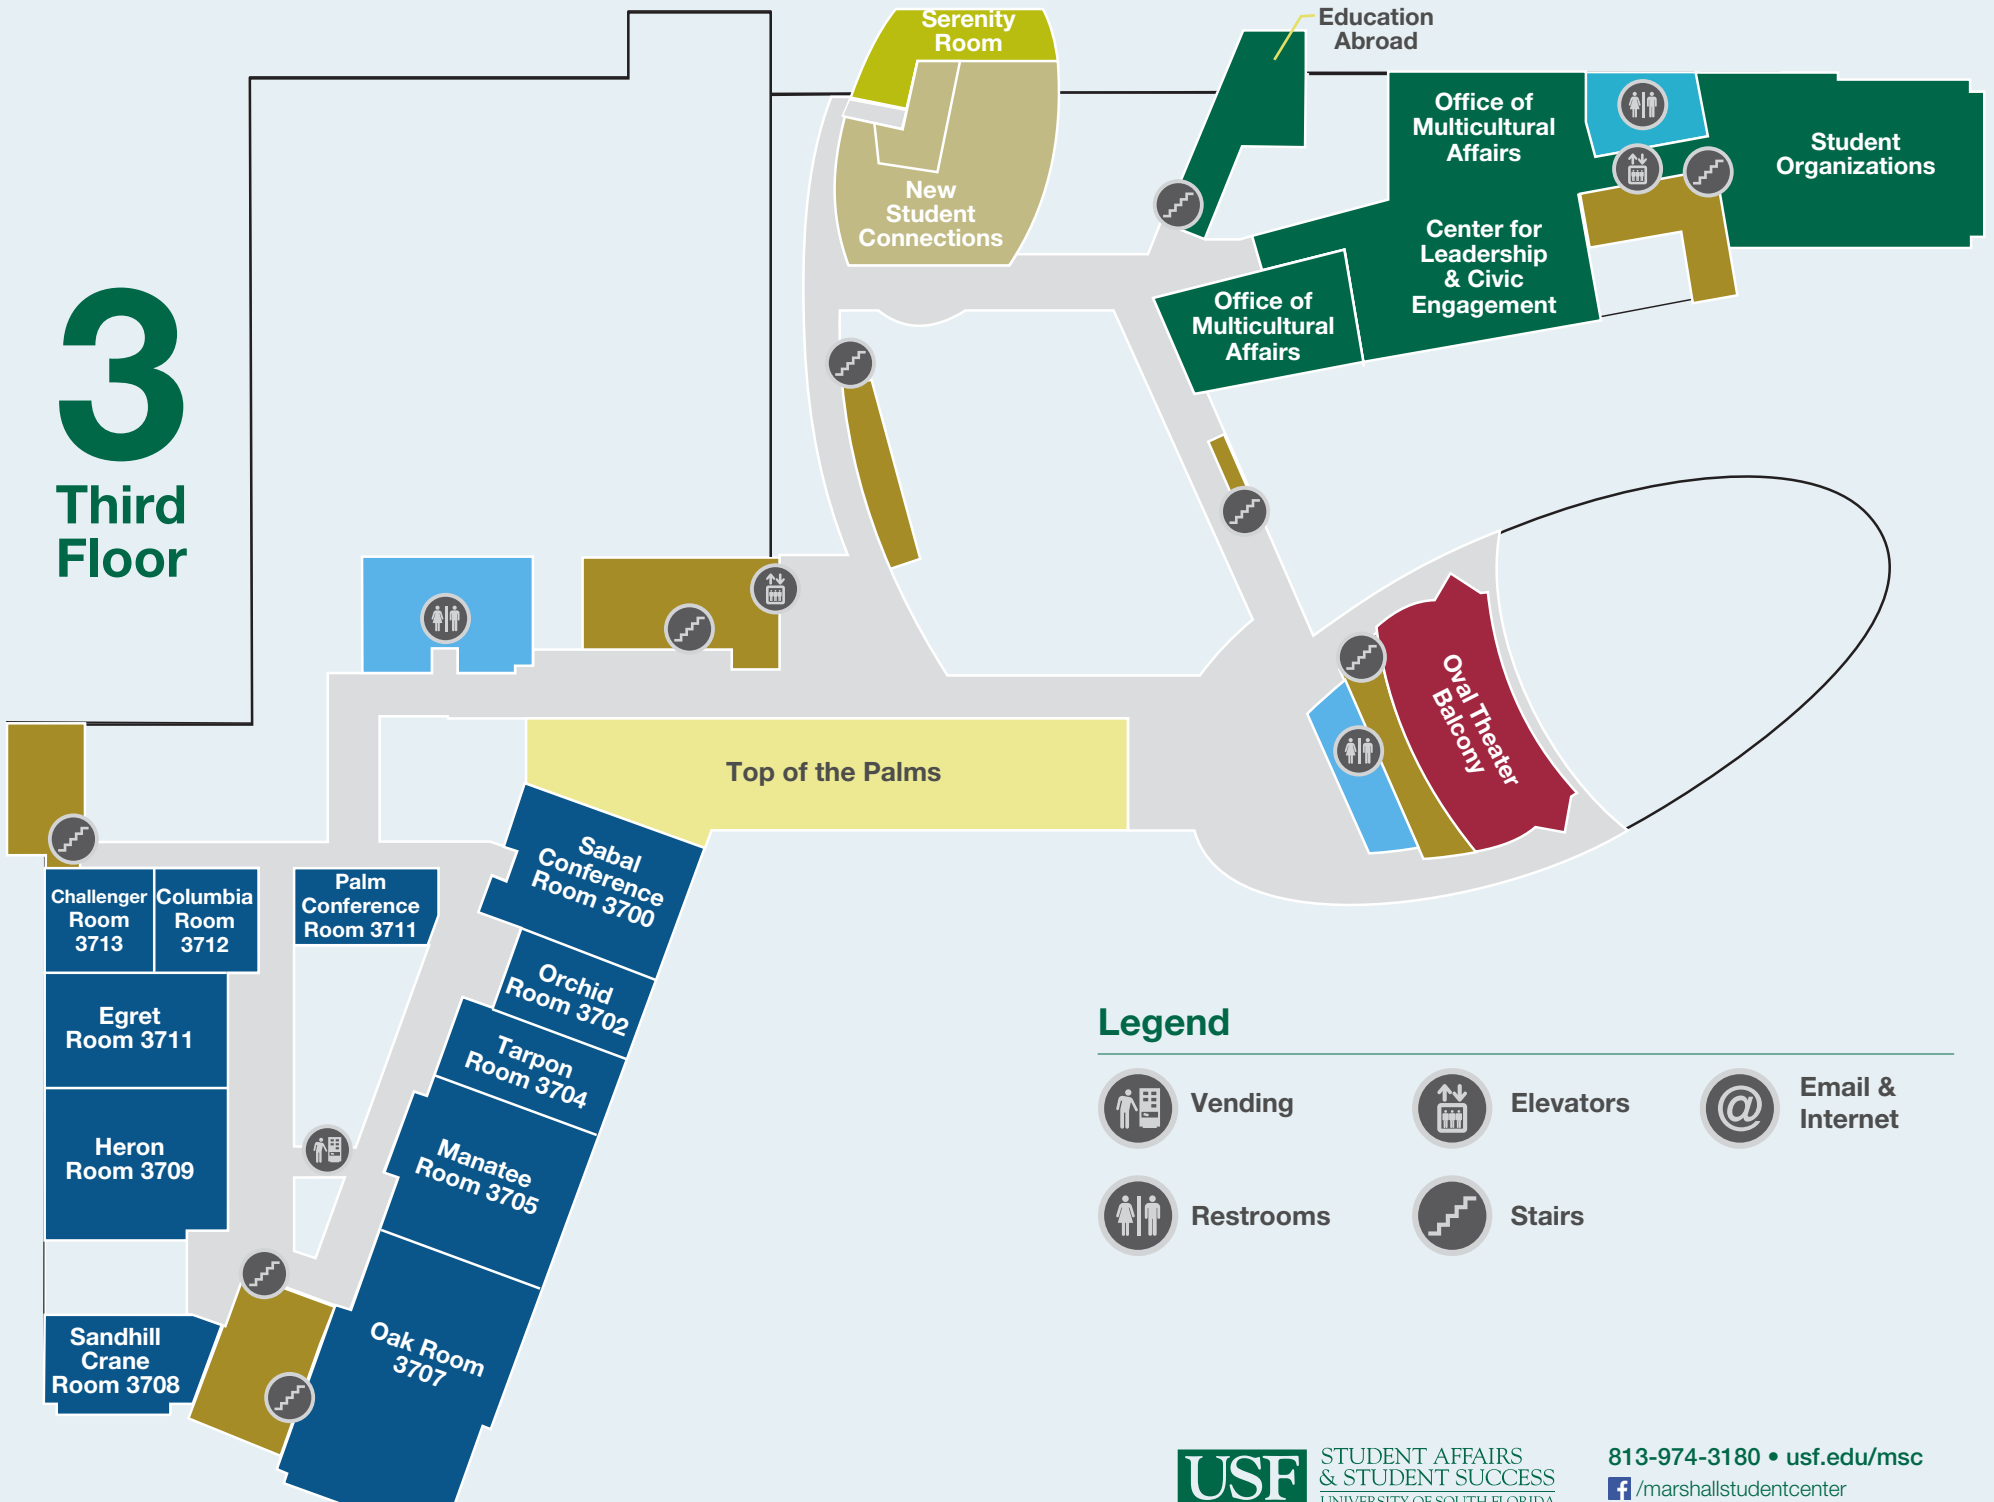 Serenity
Room
Education
Abroad
Office of
Multicultural
Affairs
Student
Organizations
New
Student
Connections
Center for
Leadership
& Civic
Engagement
Office of
Multicultural
Affairs
3
Third
Floor
Oval Theater
Balcony
Top of the Palms
Sabal
Conference
Room 3700
Challenger
Room
3713
Columbia
Room
3712
Palm
Conference
Room 3711
Orchid
Room 3702
Egret
Room 3711
Tarpon
Room 3704
Heron
Room 3709
Manatee
Room 3705
Sandhill
Crane
Room 3708
Oak Room
3707
Legend
Vending
Elevators
@
Email &
Internet
Restrooms
Stairs
USF
STUDENT AFFAIRS
& STUDENT SUCCESS
UNIVERSITY OF SOUTH FLORIDA
813-974-3180 • usf.edu/msc
f /marshallstudentcenter